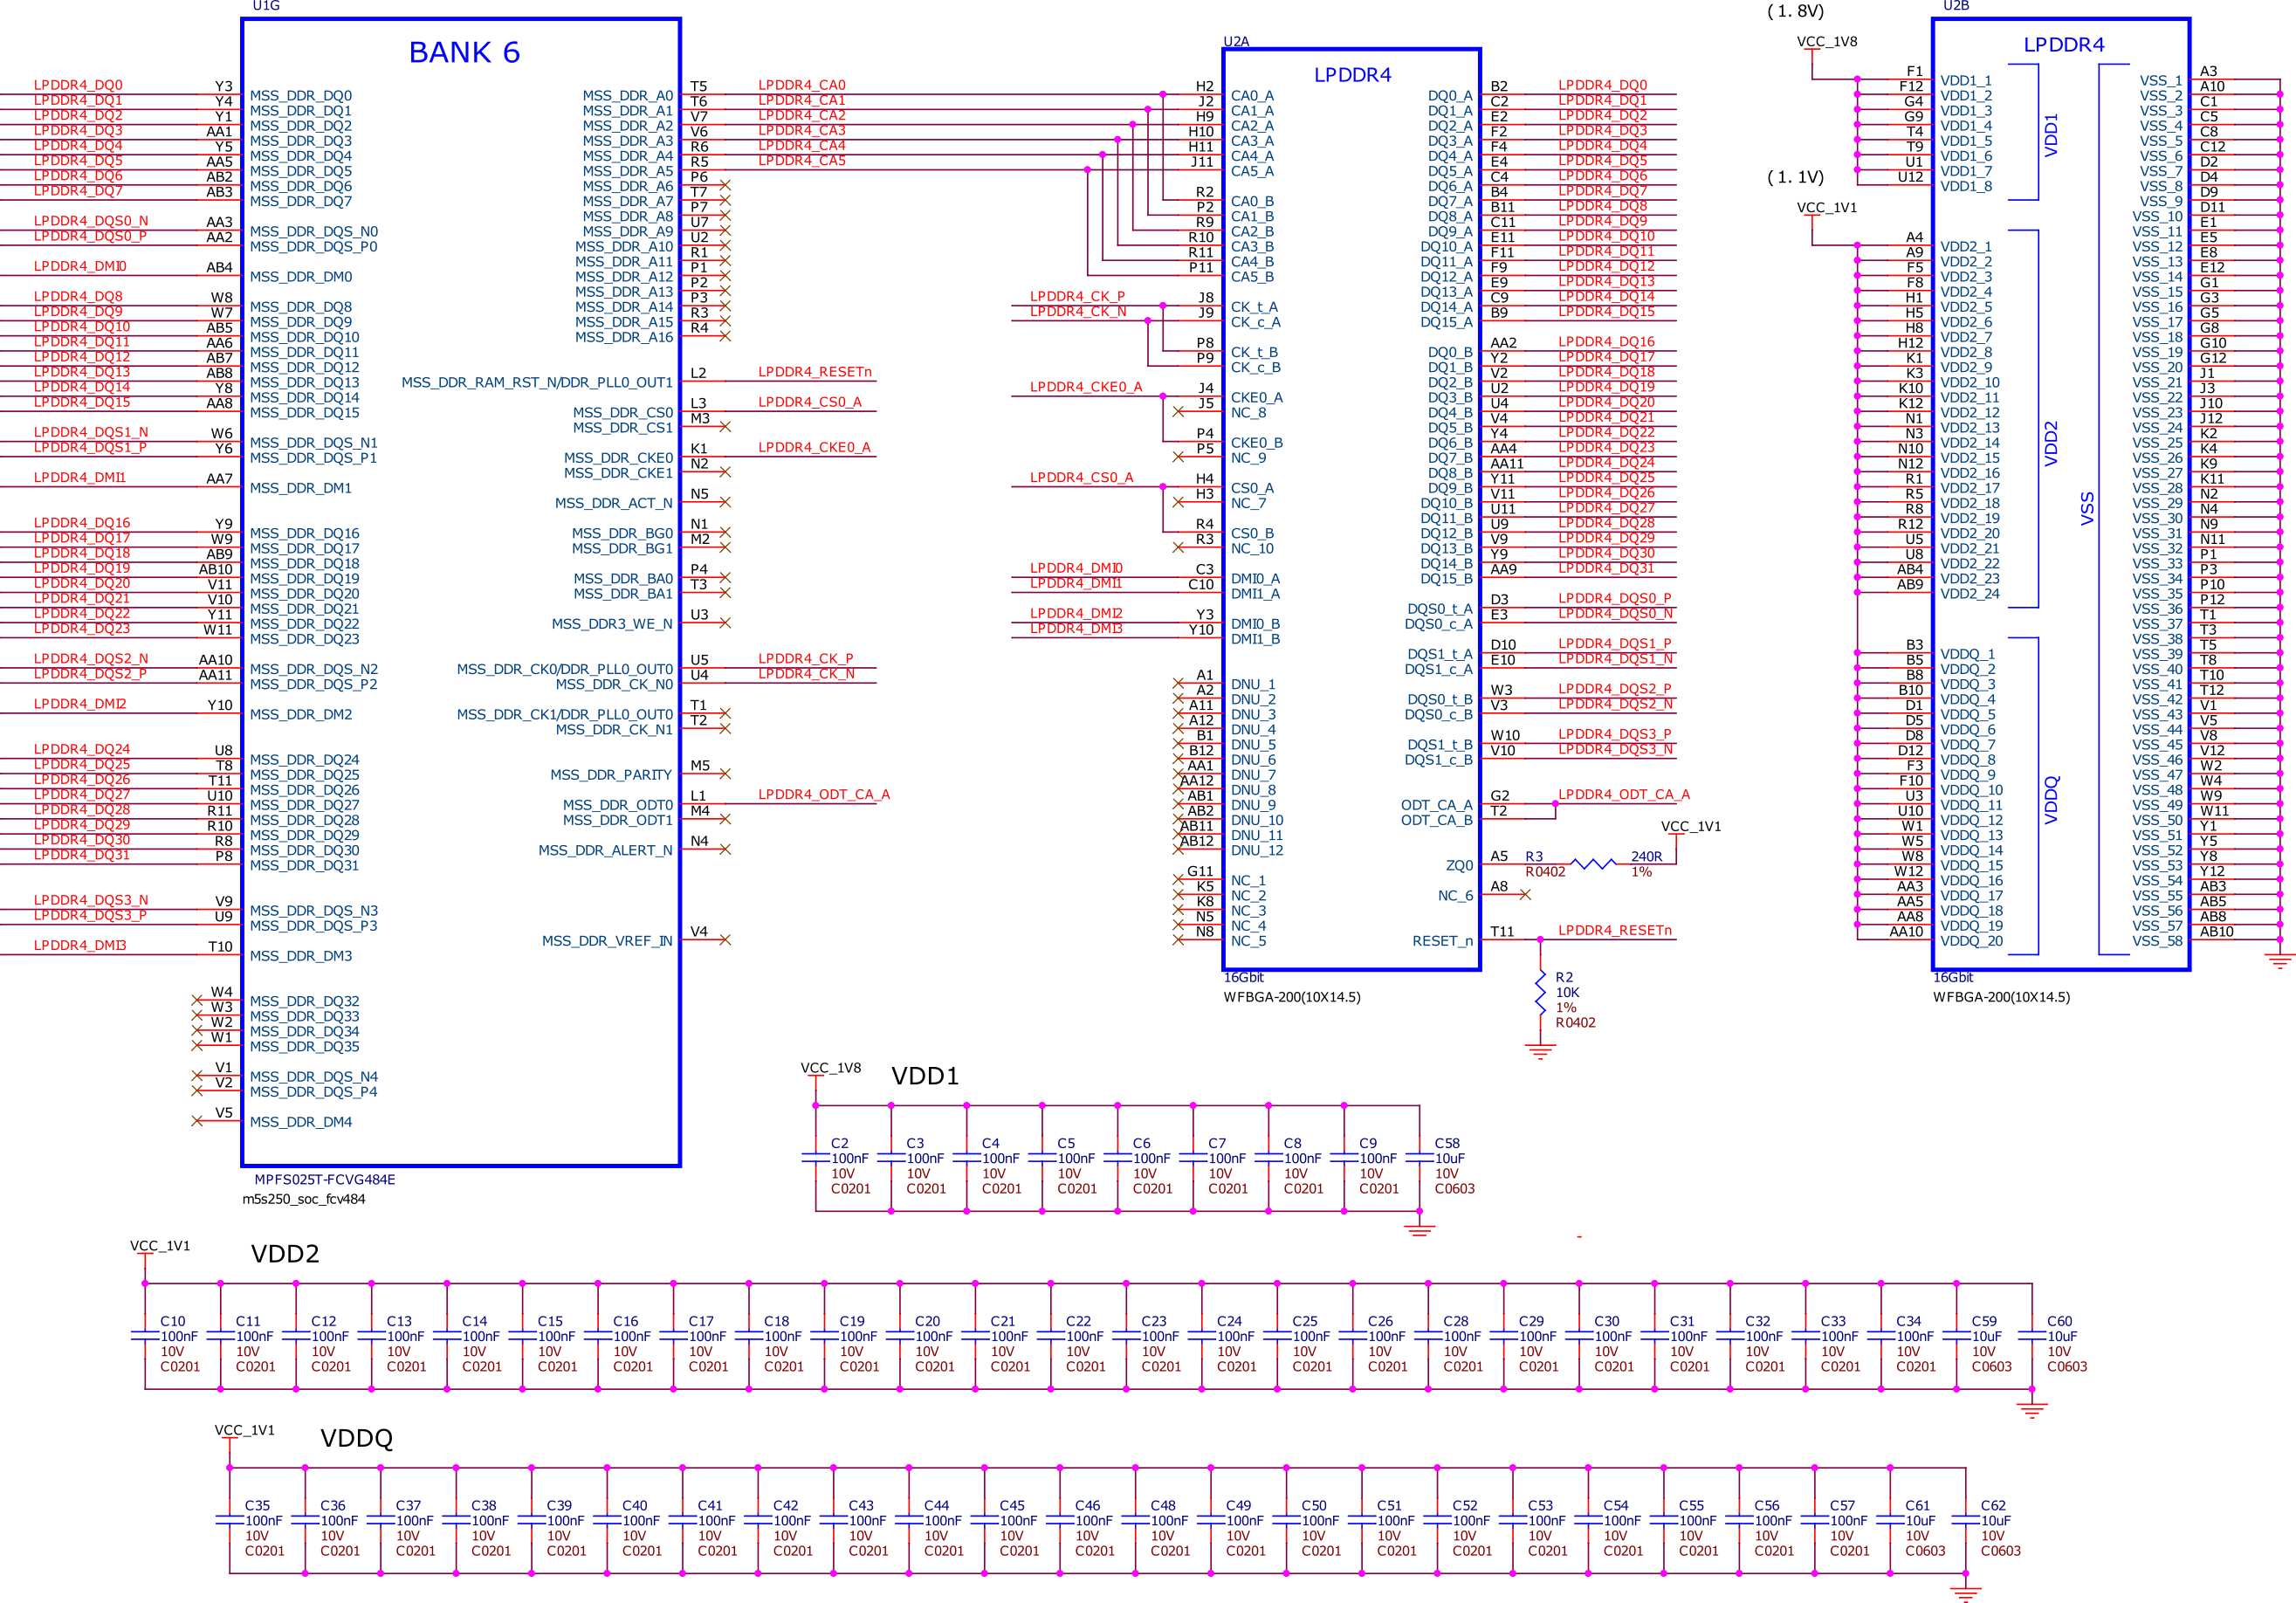 U1G
BANK 6
LPDDR4_DQ0 Y3 MSS_DDR_DQ0
LPDDR4_DQ1 Y4 MSS_DDR_DQ1
LPDDR4_DQ2 Y1 MSS_DDR_DQ2
LPDDR4_DQ3 AA1 MSS_DDR_DQ3
LPDDR4_DQ4 Y5 MSS_DDR_DQ4
LPDDR4_DQ5 AA5 MSS_DDR_DQ5
LPDDR4_DQ6 AB2 MSS_DDR_DQ6
LPDDR4_DQ7 AB3 MSS_DDR_DQ7
LPDDR4_DQS0_N AA3 MSS_DDR_DQS_N0
LPDDR4_DQS0_P AA2 MSS_DDR_DQS_P0
LPDDR4_DMI0 AB4 MSS_DDR_DM0
LPDDR4_DQ8 W8 MSS_DDR_DQ8
LPDDR4_DQ9 W7 MSS_DDR_DQ9
LPDDR4_DQ10 AB5 MSS_DDR_DQ10
LPDDR4_DQ11 AA6 MSS_DDR_DQ11
LPDDR4_DQ12 AB7 MSS_DDR_DQ12
LPDDR4_DQ13 AB8 MSS_DDR_DQ13
LPDDR4_DQ14 Y8 MSS_DDR_DQ14
LPDDR4_DQ15 AA8 MSS_DDR_DQ15
LPDDR4_DQS1_N W6 MSS_DDR_DQS_N1
LPDDR4_DQS1_P Y6 MSS_DDR_DQS_P1
LPDDR4_DMI1 AA7 MSS_DDR_DM1
LPDDR4_DQ16 Y9 MSS_DDR_DQ16
LPDDR4_DQ17 W9 MSS_DDR_DQ17
LPDDR4_DQ18 AB9 MSS_DDR_DQ18
LPDDR4_DQ19 AB10 MSS_DDR_DQ19
LPDDR4_DQ20 V11 MSS_DDR_DQ20
LPDDR4_DQ21 V10 MSS_DDR_DQ21
LPDDR4_DQ22 Y11 MSS_DDR_DQ22
LPDDR4_DQ23 W11 MSS_DDR_DQ23
LPDDR4_DQS2_N AA10 MSS_DDR_DQS_N2
LPDDR4_DQS2_P AA11 MSS_DDR_DQS_P2
LPDDR4_DMI2 Y10 MSS_DDR_DM2
LPDDR4_DQ24 U8 MSS_DDR_DQ24
LPDDR4_DQ25 T8 MSS_DDR_DQ25
LPDDR4_DQ26 T11 MSS_DDR_DQ26
LPDDR4_DQ27 U10 MSS_DDR_DQ27
LPDDR4_DQ28 R11 MSS_DDR_DQ28
LPDDR4_DQ29 R10 MSS_DDR_DQ29
LPDDR4_DQ30 R8 MSS_DDR_DQ30
LPDDR4_DQ31 P8 MSS_DDR_DQ31
LPDDR4_DQS3_N V9 MSS_DDR_DQS_N3
LPDDR4_DQS3_P U9 MSS_DDR_DQS_P3
LPDDR4_DMI3 T10 MSS_DDR_DM3
W4 MSS_DDR_DQ32
W3 MSS_DDR_DQ33
W2 MSS_DDR_DQ34
W1 MSS_DDR_DQ35
V1 MSS_DDR_DQS_N4
V2 MSS_DDR_DQS_P4
V5 MSS_DDR_DM4
MSS_DDR_A0 T5 LPDDR4_CA0
MSS_DDR_A1 T6 LPDDR4_CA1
MSS_DDR_A2 V7 LPDDR4_CA2
MSS_DDR_A3 V6 LPDDR4_CA3
MSS_DDR_A4 R6 LPDDR4_CA4
MSS_DDR_A5 R5 LPDDR4_CA5
MSS_DDR_A6 P6
MSS_DDR_A7 T7
MSS_DDR_A8 P7
MSS_DDR_A9 U7
MSS_DDR_A10 U2
MSS_DDR_A11 R1
MSS_DDR_A12 P1
MSS_DDR_A13 P2
MSS_DDR_A14 P3
MSS_DDR_A15 R3
MSS_DDR_A16 R4
MSS_DDR_RAM_RST_N/DDR_PLL0_OUT1 L2 LPDDR4_RESETn
MSS_DDR_CS0 L3 LPDDR4_CS0_A
MSS_DDR_CS1 M3
MSS_DDR_CKE0 K1 LPDDR4_CKE0_A
MSS_DDR_CKE1 N2
MSS_DDR_ACT_N N5
MSS_DDR_BG0 N1
MSS_DDR_BG1 M2
MSS_DDR_BA0 P4
MSS_DDR_BA1 T3
MSS_DDR3_WE_N U3
MSS_DDR_CK0/DDR_PLL0_OUT0 U5 LPDDR4_CK_P
MSS_DDR_CK_N0 U4 LPDDR4_CK_N
MSS_DDR_CK1/DDR_PLL0_OUT0 T1
MSS_DDR_CK_N1 T2
MSS_DDR_PARITY M5
MSS_DDR_ODT0 L1 LPDDR4_ODT_CA_A
MSS_DDR_ODT1 M4
MSS_DDR_ALERT_N N4
MSS_DDR_VREF_IN V4
MPFS025T-FCVG484E
m5s250_soc_fcv484
U2A
LPDDR4
H2 CA0_A
J2 CA1_A
H9 CA2_A
H10 CA3_A
H11 CA4_A
J11 CA5_A
R2 CA0_B
P2 CA1_B
R9 CA2_B
R10 CA3_B
R11 CA4_B
P11 CA5_B
LPDDR4_CK_P J8 CK_t_A
LPDDR4_CK_N J9 CK_c_A
P8 CK_t_B
P9 CK_c_B
LPDDR4_CKE0_A J4 CKE0_A
J5 NC_8
P4 CKE0_B
P5 NC_9
LPDDR4_CS0_A H4 CS0_A
H3 NC_7
R4 CS0_B
R3 NC_10
LPDDR4_DMI0 C3 DMI0_A
LPDDR4_DMI1 C10 DMI1_A
LPDDR4_DMI2 Y3 DMI0_B
LPDDR4_DMI3 Y10 DMI1_B
A1 DNU_1
A2 DNU_2
A11 DNU_3
A12 DNU_4
B1 DNU_5
B12 DNU_6
AA1 DNU_7
AA12 DNU_8
AB1 DNU_9
AB2 DNU_10
AB11 DNU_11
AB12 DNU_12
G11 NC_1
K5 NC_2
K8 NC_3
N5 NC_4
N8 NC_5
DQ0_A B2 LPDDR4_DQ0
DQ1_A C2 LPDDR4_DQ1
DQ2_A E2 LPDDR4_DQ2
DQ3_A F2 LPDDR4_DQ3
DQ4_A F4 LPDDR4_DQ4
DQ5_A E4 LPDDR4_DQ5
DQ6_A C4 LPDDR4_DQ6
DQ7_A B4 LPDDR4_DQ7
DQ8_A B11 LPDDR4_DQ8
DQ9_A C11 LPDDR4_DQ9
DQ10_A E11 LPDDR4_DQ10
DQ11_A F11 LPDDR4_DQ11
DQ12_A F9 LPDDR4_DQ12
DQ13_A E9 LPDDR4_DQ13
DQ14_A C9 LPDDR4_DQ14
DQ15_A B9 LPDDR4_DQ15
DQ0_B AA2 LPDDR4_DQ16
DQ1_B Y2 LPDDR4_DQ17
DQ2_B V2 LPDDR4_DQ18
DQ3_B U2 LPDDR4_DQ19
DQ4_B U4 LPDDR4_DQ20
DQ5_B V4 LPDDR4_DQ21
DQ6_B Y4 LPDDR4_DQ22
DQ7_B AA4 LPDDR4_DQ23
DQ8_B AA11 LPDDR4_DQ24
DQ9_B Y11 LPDDR4_DQ25
DQ10_B V11 LPDDR4_DQ26
DQ11_B U11 LPDDR4_DQ27
DQ12_B U9 LPDDR4_DQ28
DQ13_B V9 LPDDR4_DQ29
DQ14_B Y9 LPDDR4_DQ30
DQ15_B AA9 LPDDR4_DQ31
DQS0_t_A D3 LPDDR4_DQS0_P
DQS0_c_A E3 LPDDR4_DQS0_N
DQS1_t_A D10 LPDDR4_DQS1_P
DQS1_c_A E10 LPDDR4_DQS1_N
DQS0_t_B W3 LPDDR4_DQS2_P
DQS0_c_B V3 LPDDR4_DQS2_N
DQS1_t_B W10 LPDDR4_DQS3_P
DQS1_c_B V10 LPDDR4_DQS3_N
ODT_CA_A G2 LPDDR4_ODT_CA_A
ODT_CA_B T2
VCC_1V1
ZQ0 A5 R3 240R
R0402 1%
NC_6 A8
RESET_n T11 LPDDR4_RESETn
R2
10K
1%
R0402
16Gbit
WFBGA-200(10X14.5)
(1.8V)
VCC_1V8
(1.1V)
VCC_1V1
U2B
LPDDR4
F1 VDD1_1
F12 VDD1_2
G4 VDD1_3
G9 VDD1_4
T4 VDD1_5
T9 VDD1_6
U1 VDD1_7
U12 VDD1_8
VDD1
A4 VDD2_1
A9 VDD2_2
F5 VDD2_3
F8 VDD2_4
H1 VDD2_5
H5 VDD2_6
H8 VDD2_7
H12 VDD2_8
K1 VDD2_9
K3 VDD2_10
K10 VDD2_11
K12 VDD2_12
N1 VDD2_13
N3 VDD2_14
N10 VDD2_15
N12 VDD2_16
R1 VDD2_17
R5 VDD2_18
R8 VDD2_19
R12 VDD2_20
U5 VDD2_21
U8 VDD2_22
AB4 VDD2_23
AB9 VDD2_24
VDD2
B3 VDDQ_1
B5 VDDQ_2
B8 VDDQ_3
B10 VDDQ_4
D1 VDDQ_5
D5 VDDQ_6
D8 VDDQ_7
D12 VDDQ_8
F3 VDDQ_9
F10 VDDQ_10
U3 VDDQ_11
U10 VDDQ_12
W1 VDDQ_13
W5 VDDQ_14
W8 VDDQ_15
W12 VDDQ_16
AA3 VDDQ_17
AA5 VDDQ_18
AA8 VDDQ_19
AA10 VDDQ_20
VDDQ
VSS
VSS_1 A3
VSS_2 A10
VSS_3 C1
VSS_4 C5
VSS_5 C8
VSS_6 C12
VSS_7 D2
VSS_8 D4
VSS_9 D9
VSS_10 D11
VSS_11 E1
VSS_12 E5
VSS_13 E8
VSS_14 E12
VSS_15 G1
VSS_16 G3
VSS_17 G5
VSS_18 G8
VSS_19 G10
VSS_20 G12
VSS_21 J1
VSS_22 J3
VSS_23 J10
VSS_24 J12
VSS_25 K2
VSS_26 K4
VSS_27 K9
VSS_28 K11
VSS_29 N2
VSS_30 N4
VSS_31 N9
VSS_32 N11
VSS_33 P1
VSS_34 P3
VSS_35 P10
VSS_36 P12
VSS_37 T1
VSS_38 T3
VSS_39 T5
VSS_40 T8
VSS_41 T10
VSS_42 T12
VSS_43 V1
VSS_44 V5
VSS_45 V8
VSS_46 V12
VSS_47 W2
VSS_48 W4
VSS_49 W9
VSS_50 W11
VSS_51 Y1
VSS_52 Y5
VSS_53 Y8
VSS_54 Y12
VSS_55 AB3
VSS_56 AB5
VSS_57 AB8
VSS_58 AB10
16Gbit
WFBGA-200(10X14.5)
VCC_1V8 VDD1
C2 C3 C4 C5 C6 C7 C8 C9 C58
100nF 100nF 100nF 100nF 100nF 100nF 100nF 100nF 10uF
10V 10V 10V 10V 10V 10V 10V 10V 10V
C0201 C0201 C0201 C0201 C0201 C0201 C0201 C0201 C0603
VCC_1V1 VDD2
C10 C11 C12 C13 C14 C15 C16 C17 C18 C19 C20 C21 C22 C23 C24 C25 C26 C28 C29 C30 C31 C32 C33 C34 C59 C60
100nF 100nF 100nF 100nF 100nF 100nF 100nF 100nF 100nF 100nF 100nF 100nF 100nF 100nF 100nF 100nF 100nF 100nF 100nF 100nF 100nF 100nF 100nF 100nF 10uF 10uF
10V 10V 10V 10V 10V 10V 10V 10V 10V 10V 10V 10V 10V 10V 10V 10V 10V 10V 10V 10V 10V 10V 10V 10V 10V 10V
C0201 C0201 C0201 C0201 C0201 C0201 C0201 C0201 C0201 C0201 C0201 C0201 C0201 C0201 C0201 C0201 C0201 C0201 C0201 C0201 C0201 C0201 C0201 C0201 C0603 C0603
VCC_1V1 VDDQ
C35 C36 C37 C38 C39 C40 C41 C42 C43 C44 C45 C46 C48 C49 C50 C51 C52 C53 C54 C55 C56 C57 C61 C62
100nF 100nF 100nF 100nF 100nF 100nF 100nF 100nF 100nF 100nF 100nF 100nF 100nF 100nF 100nF 100nF 100nF 100nF 100nF 100nF 100nF 100nF 10uF 10uF
10V 10V 10V 10V 10V 10V 10V 10V 10V 10V 10V 10V 10V 10V 10V 10V 10V 10V 10V 10V 10V 10V 10V 10V
C0201 C0201 C0201 C0201 C0201 C0201 C0201 C0201 C0201 C0201 C0201 C0201 C0201 C0201 C0201 C0201 C0201 C0201 C0201 C0201 C0201 C0201 C0603 C0603